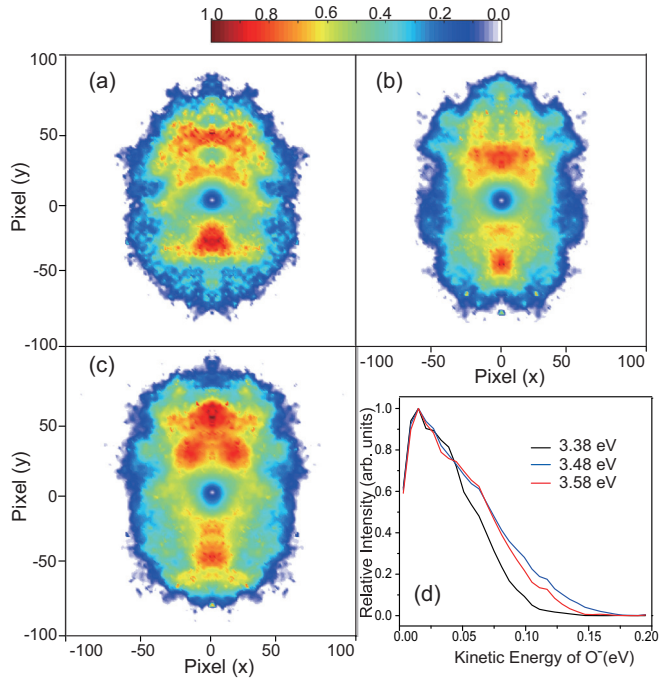 1.0 0.8 0.6 0.4 0.2 0.0
100
(a)
(b)
50
Pixel (y)
0
-50
-100
-100 -50 0 50 100
Pixel (x)
(c)
50
Pixel (y)
0
-50
-100
-100 -50 0 50 100
Pixel (x)
Relative Intensity (arb. units)
1.0
0.8
0.6
0.4
0.2
0.0
3.38 eV
3.48 eV
3.58 eV
(d)
0.00 0.05 0.10 0.15 0.20
Kinetic Energy of O⁻(eV)